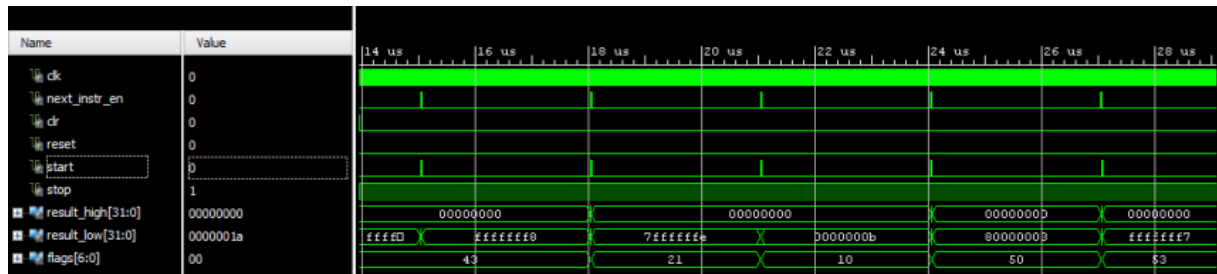 Name Value
14 us 16 us 18 us 20 us 22 us 24 us 26 us 28 us
clk 0
next_instr_en 0
clr 0
reset 0
start 0
stop 1
result_high[31:0] 00000000 00000000 00000000 00000000 00000000
result_low[31:0] 0000001a fffffff8 7ffffffe 0000000b 80000003 fffffff7
flags[6:0] 00 43 21 10 50 53